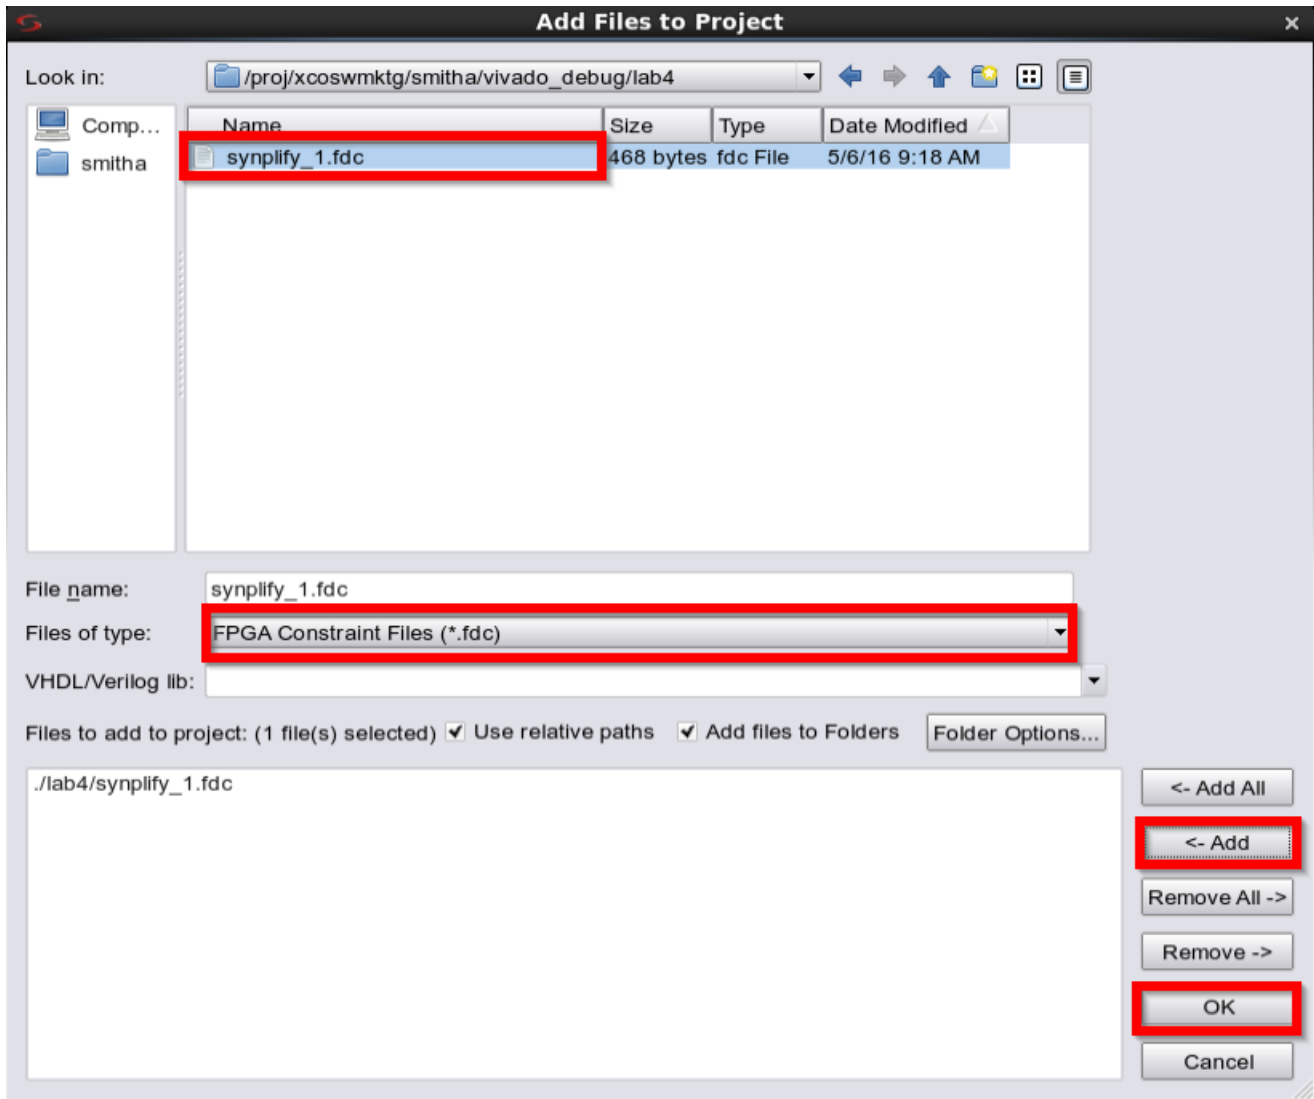 Add Files to Project
Look in: /proj/xcoswmktg/smitha/vivado_debug/lab4
Comp... Name Size Type Date Modified
smitha synplify_1.fdc 468 bytes fdc File 5/6/16 9:18 AM
File name: synplify_1.fdc
Files of type: FPGA Constraint Files (*.fdc)
VHDL/Verilog lib:
Files to add to project: (1 file(s) selected) Use relative paths Add files to Folders Folder Options...
./lab4/synplify_1.fdc
<- Add All
<- Add
Remove All ->
Remove ->
OK
Cancel